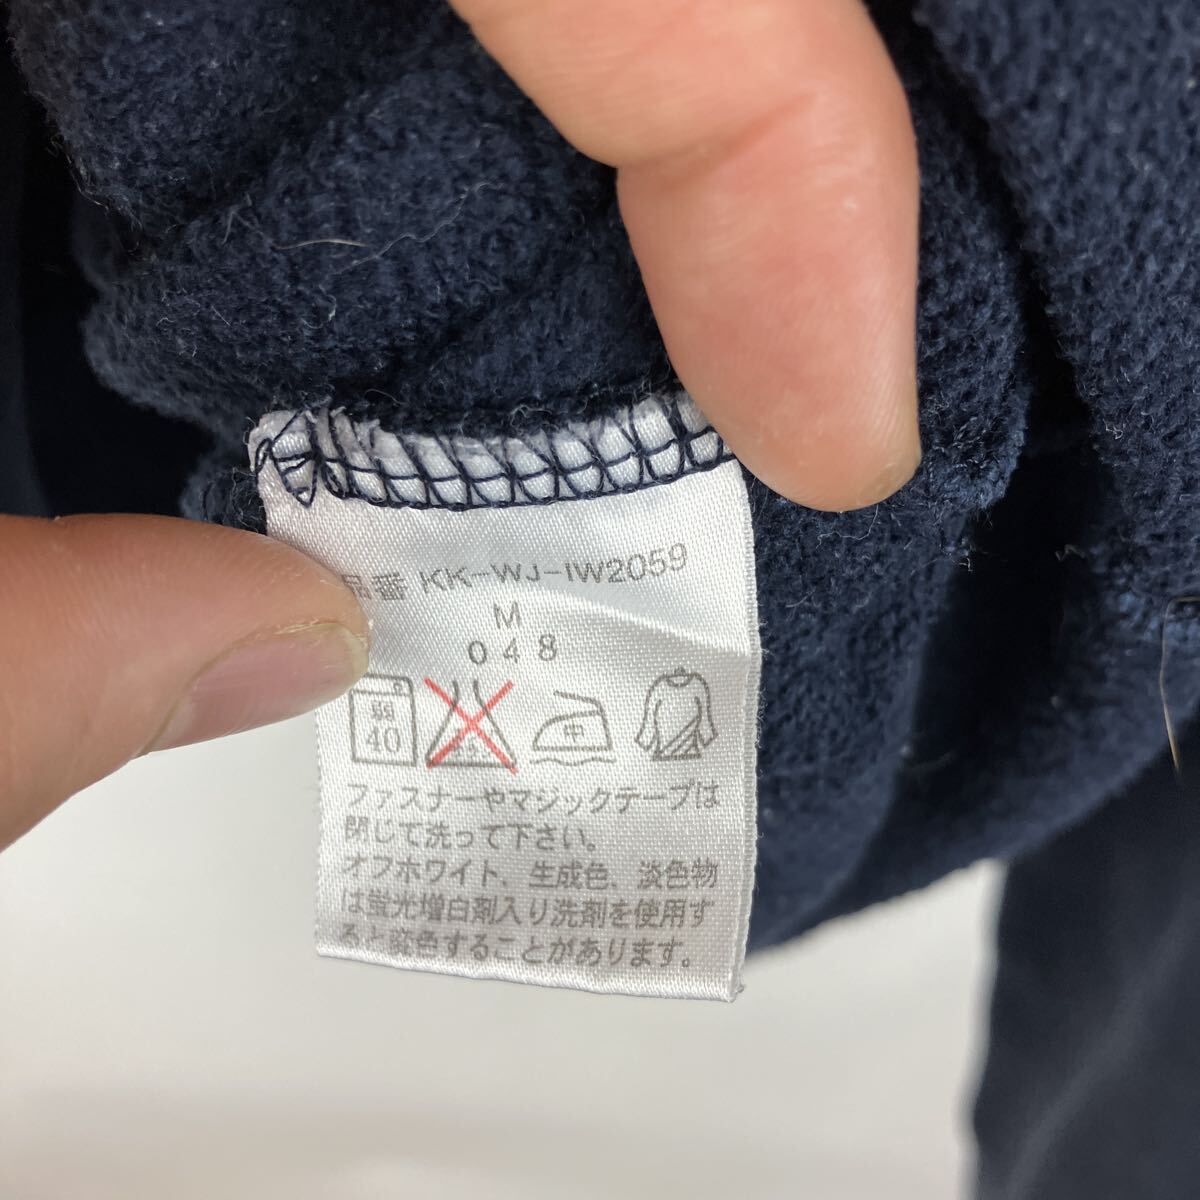 品番 KK-WJ-IW2059
M
048
弱
40
中
ファスナーやマジックテープは
閉じて洗って下さい。
オフホワイト、生成色、淡色物
は蛍光増白剤入り洗剤を使用す
ると変色することがあります。